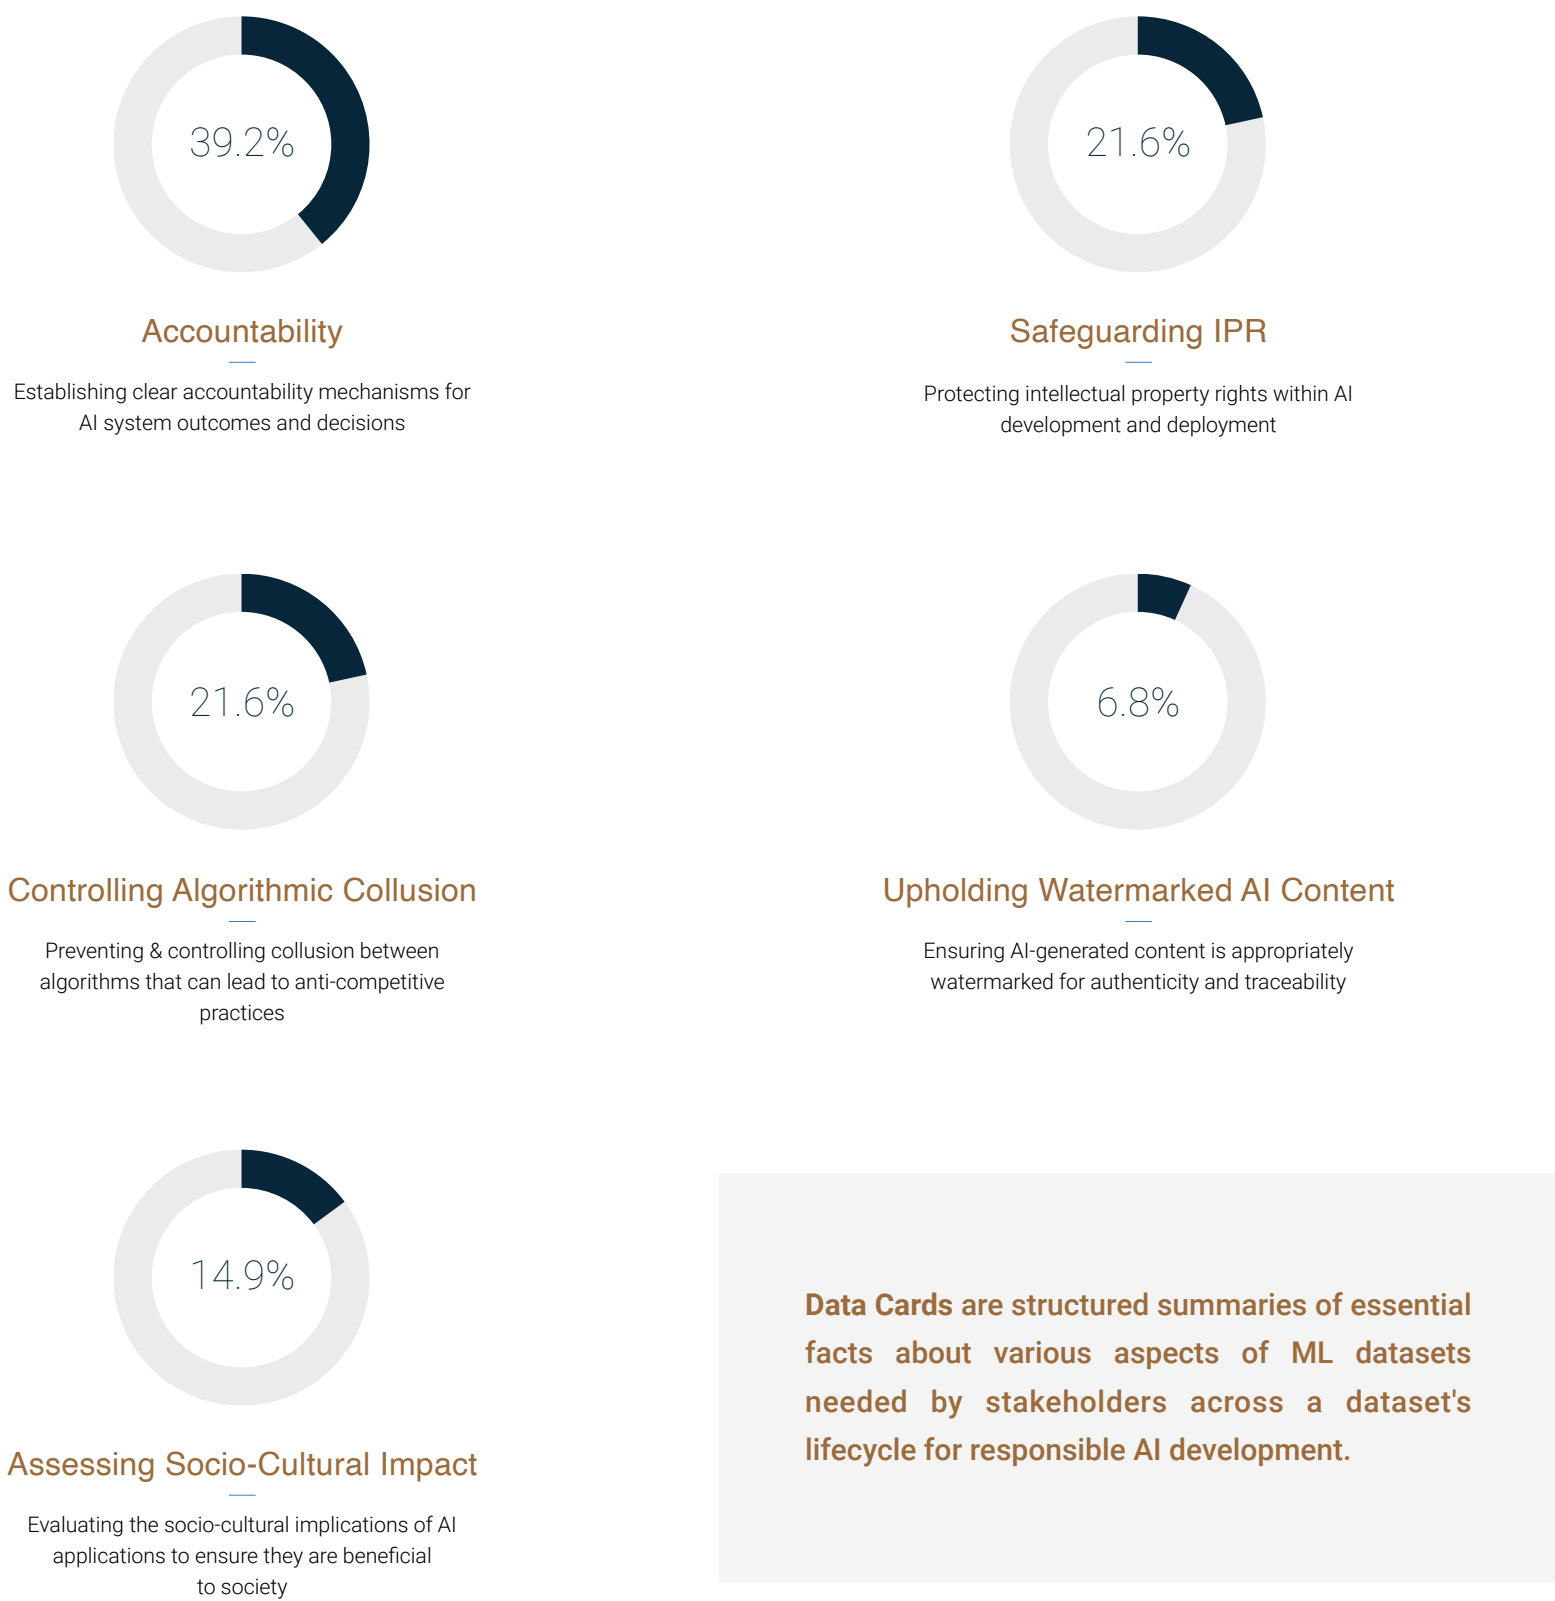 39.2%
Accountability
Establishing clear accountability mechanisms for
AI system outcomes and decisions
21.6%
Safeguarding IPR
Protecting intellectual property rights within AI
development and deployment
21.6%
Controlling Algorithmic Collusion
Preventing & controlling collusion between
algorithms that can lead to anti-competitive
practices
6.8%
Upholding Watermarked AI Content
Ensuring AI-generated content is appropriately
watermarked for authenticity and traceability
14.9%
Assessing Socio-Cultural Impact
Evaluating the socio-cultural implications of AI
applications to ensure they are beneficial
to society
Data Cards are structured summaries of essential
facts about various aspects of ML datasets
needed by stakeholders across a dataset's
lifecycle for responsible AI development.